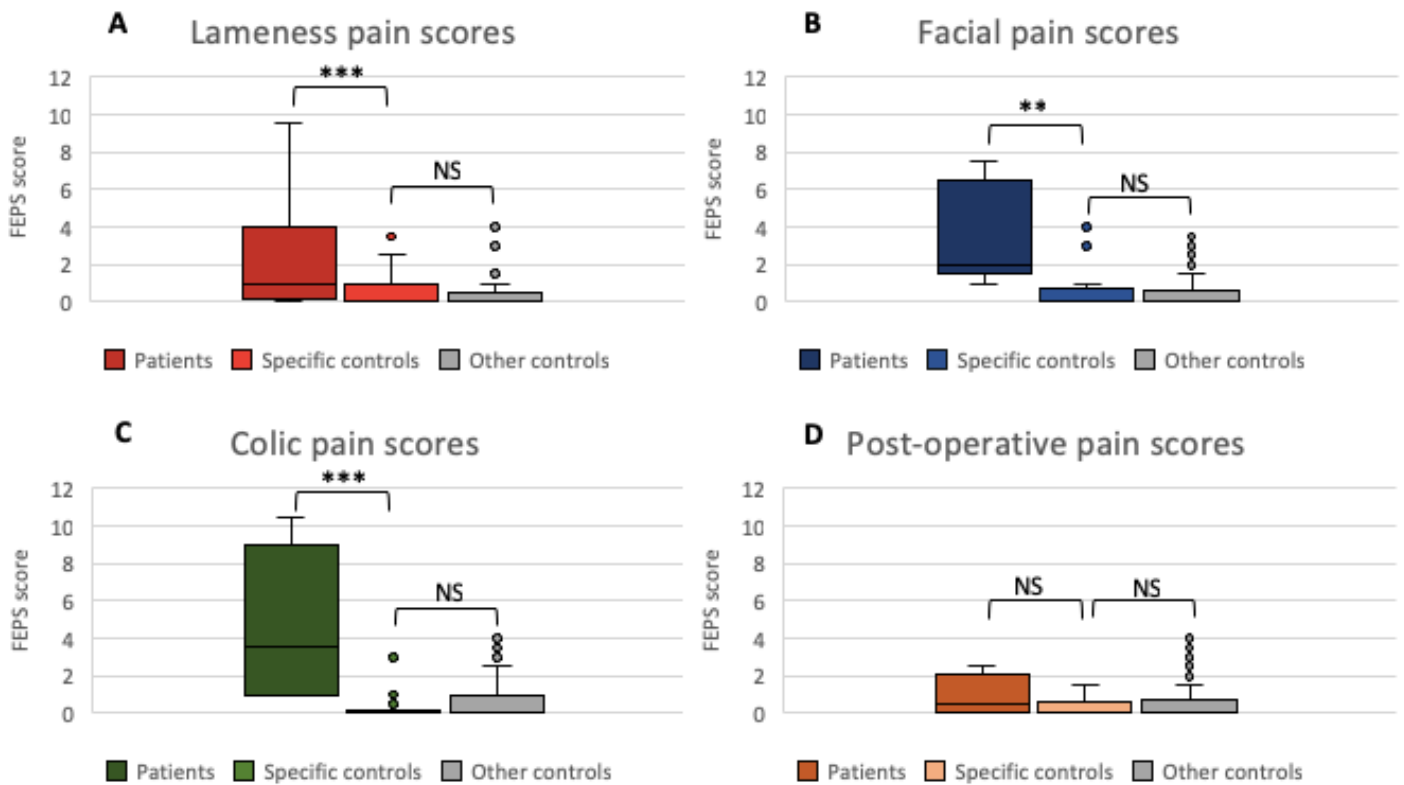 A Lameness pain scores
***
NS
FEPS score
12
10
8
6
4
2
0
Patients Specific controls Other controls
B Facial pain scores
**
NS
FEPS score
12
10
8
6
4
2
0
Patients Specific controls Other controls
C Colic pain scores
***
NS
FEPS score
12
10
8
6
4
2
0
Patients Specific controls Other controls
D Post-operative pain scores
NS NS
FEPS score
12
10
8
6
4
2
0
Patients Specific controls Other controls